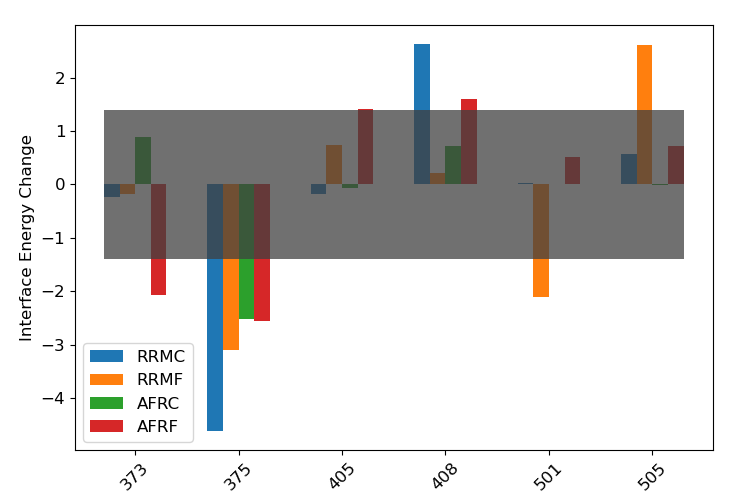 Interface Energy Change
2
1
0
−1
−2
−3
−4
RRMC
RRMF
AFRC
AFRF
373
375
405
408
501
505